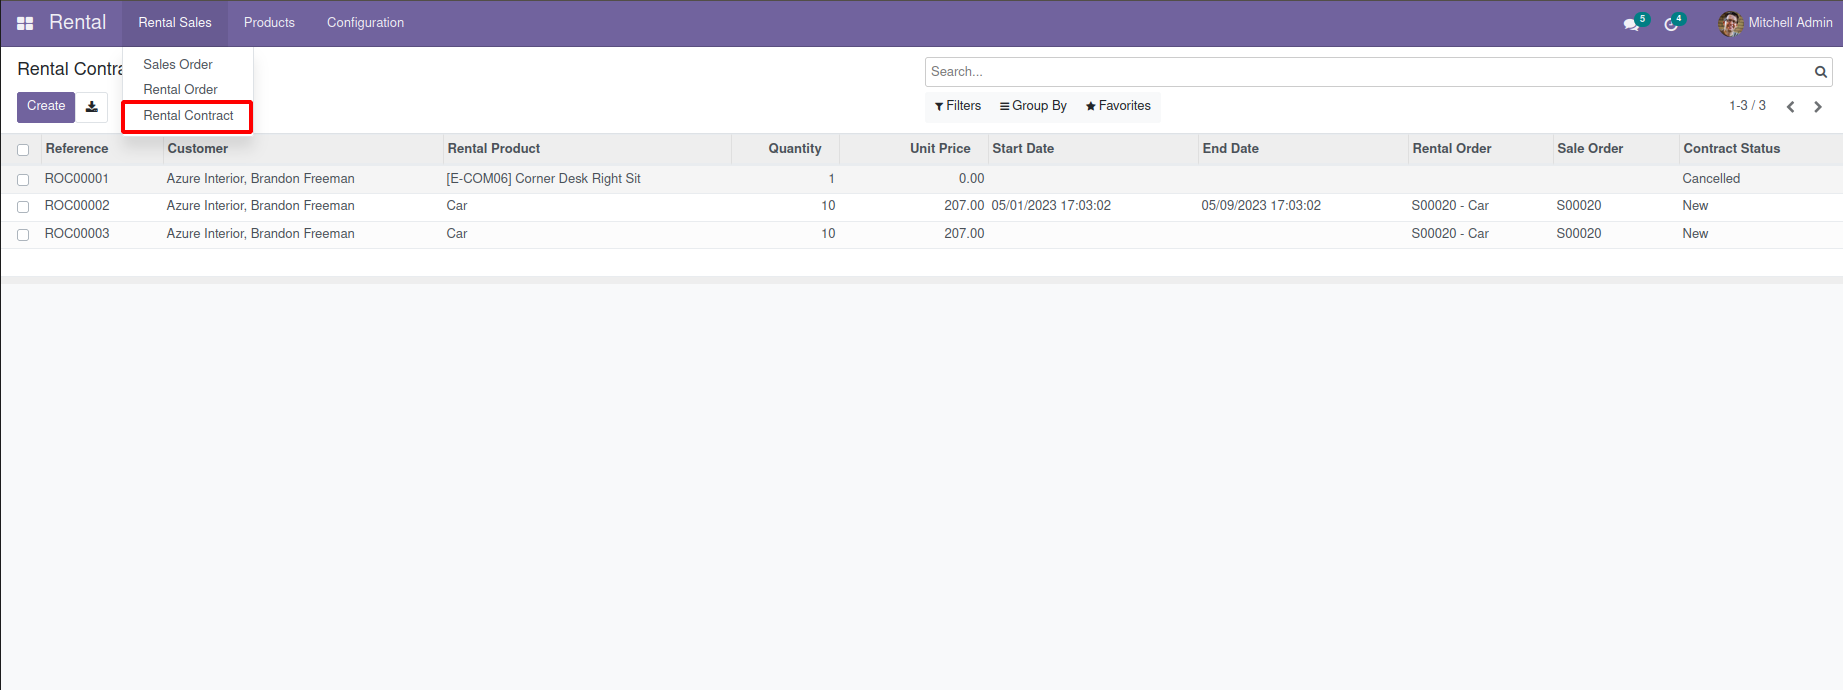 Rental Rental Sales Products Configuration 5 4 Mitchell Admin
Sales Order
Rental Contra
Search...
Rental Order
Create Rental Contract
Filters Group By Favorites 1-3 / 3
Reference Customer Rental Product Quantity Unit Price Start Date End Date Rental Order Sale Order Contract Status
ROC00001 Azure Interior, Brandon Freeman [E-COM06] Corner Desk Right Sit 1 0.00 Cancelled
ROC00002 Azure Interior, Brandon Freeman Car 10 207.00 05/01/2023 17:03:02 05/09/2023 17:03:02 S00020 - Car S00020 New
ROC00003 Azure Interior, Brandon Freeman Car 10 207.00 S00020 - Car S00020 New